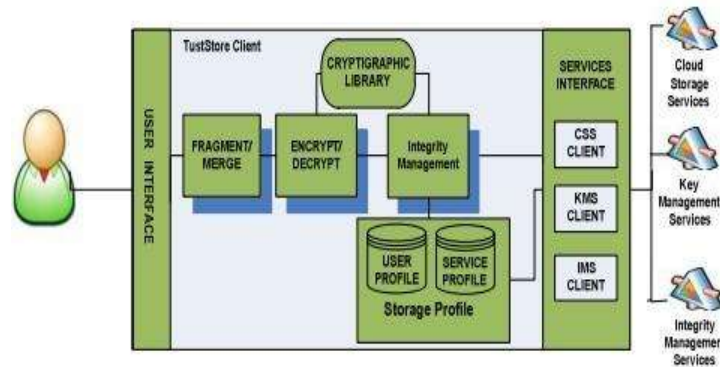 TustStore Client
CRYPTIGRAPHIC
LIBRARY
USER INTERFACE
FRAGMENT/
MERGE
ENCRYPT/
DECRYPT
Integrity
Management
USER
PROFILE
SERVICE
PROFILE
Storage Profile
SERVICES
INTERFACE
CSS
CLIENT
KMS
CLIENT
IMS
CLIENT
Cloud
Storage
Services
Key
Management
Services
Integrity
Management
Services